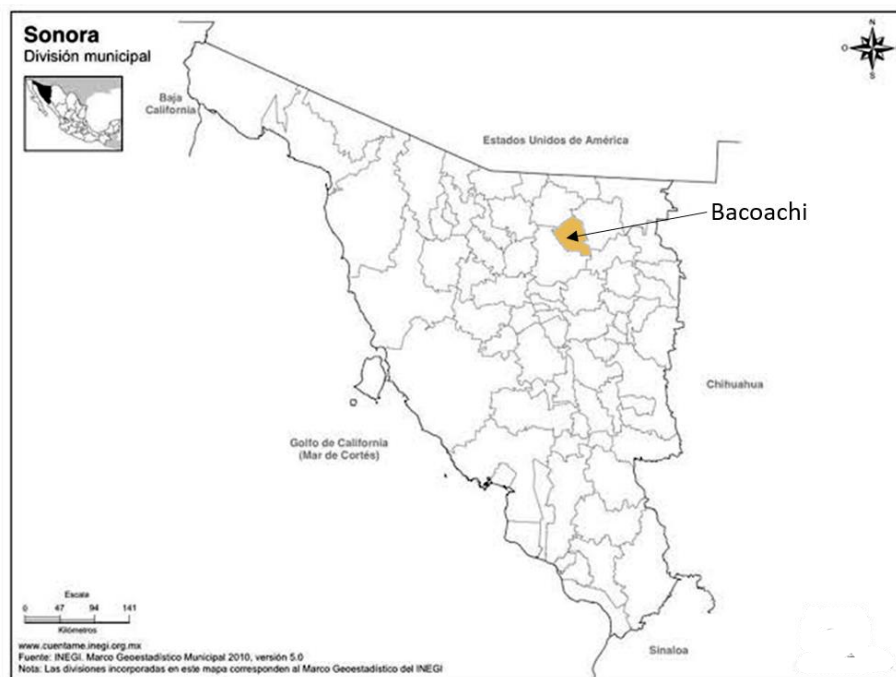 Sonora
División municipal
N
O
E
S
Baja
California
Estados Unidos de América
Bacoachi
Chihuahua
Golfo de California
(Mar de Cortés)
Escala
0 47 94 141
Kilómetros
Sinaloa
www.cuentame.inegi.org.mx
Fuente: INEGI. Marco Geoestadístico Municipal 2010, versión 5.0
Nota: Las divisiones incorporadas en este mapa corresponden al Marco Geoestadístico del INEGI